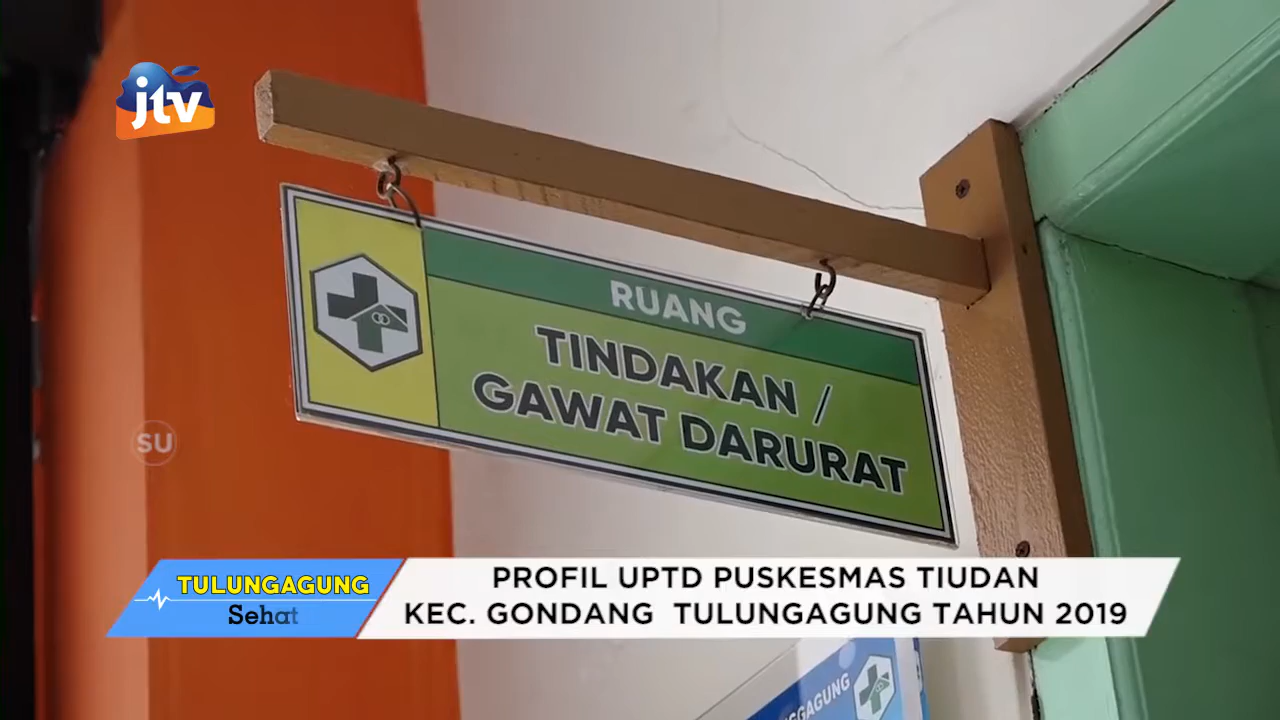 jtv
RUANG
TINDAKAN /
GAWAT DARURAT
SU
TULUNGAGUNG
Sehat
PROFIL UPTD PUSKESMAS TIUDAN
KEC. GONDANG TULUNGAGUNG TAHUN 2019